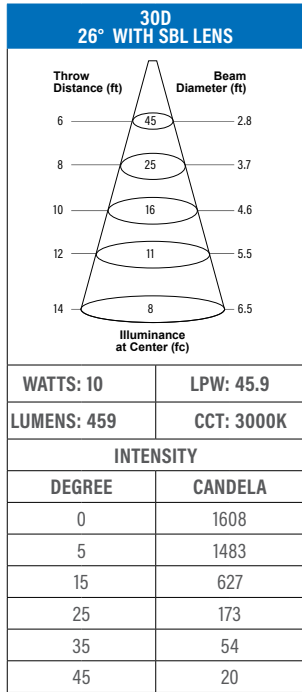 30D
26° WITH SBL LENS
Throw Beam
Distance (ft) Diameter (ft)
6 45 2.8
8 25 3.7
10 16 4.6
12 11 5.5
14 8 6.5
Illuminance
at Center (fc)
WATTS: 10 LPW: 45.9
LUMENS: 459 CCT: 3000K
INTENSITY
DEGREE CANDELA
0 1608
5 1483
15 627
25 173
35 54
45 20